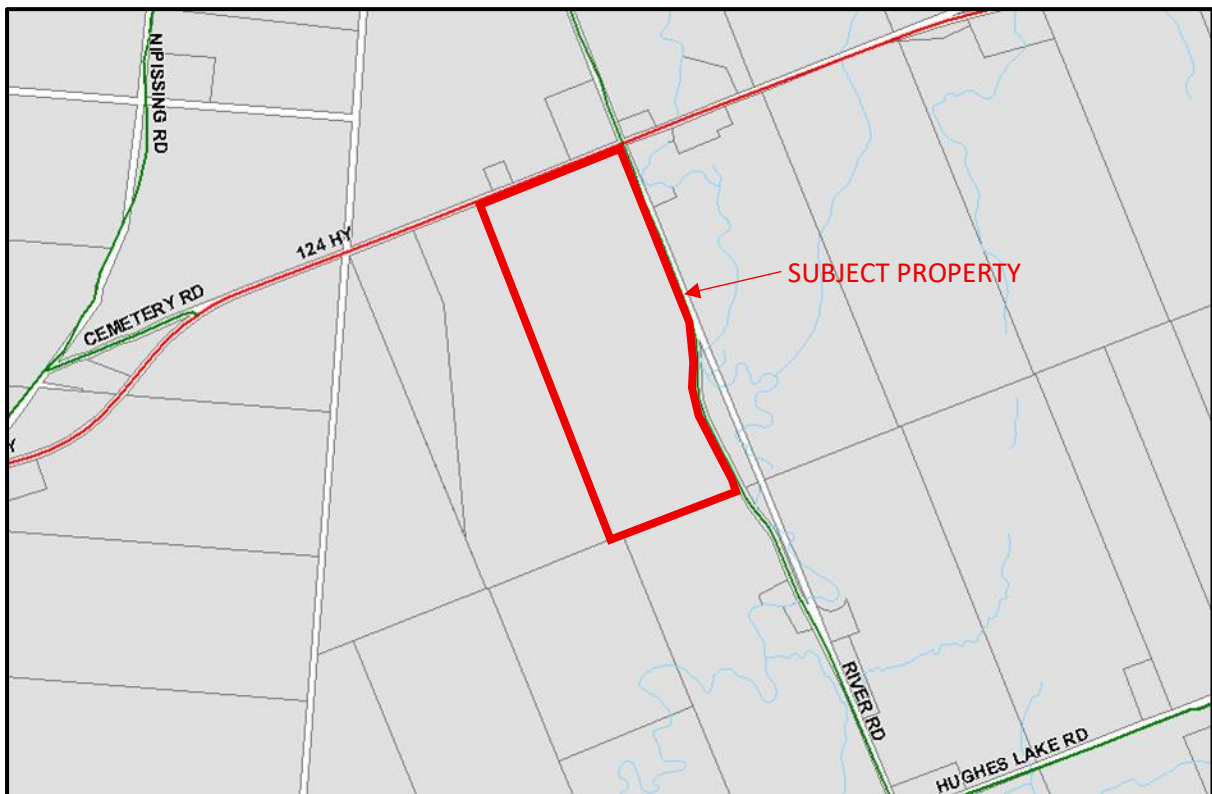 NIPISSING RD
124 HY
SUBJECT PROPERTY
CEMETERY RD
Y
RIVER RD
HUGHES LAKE RD